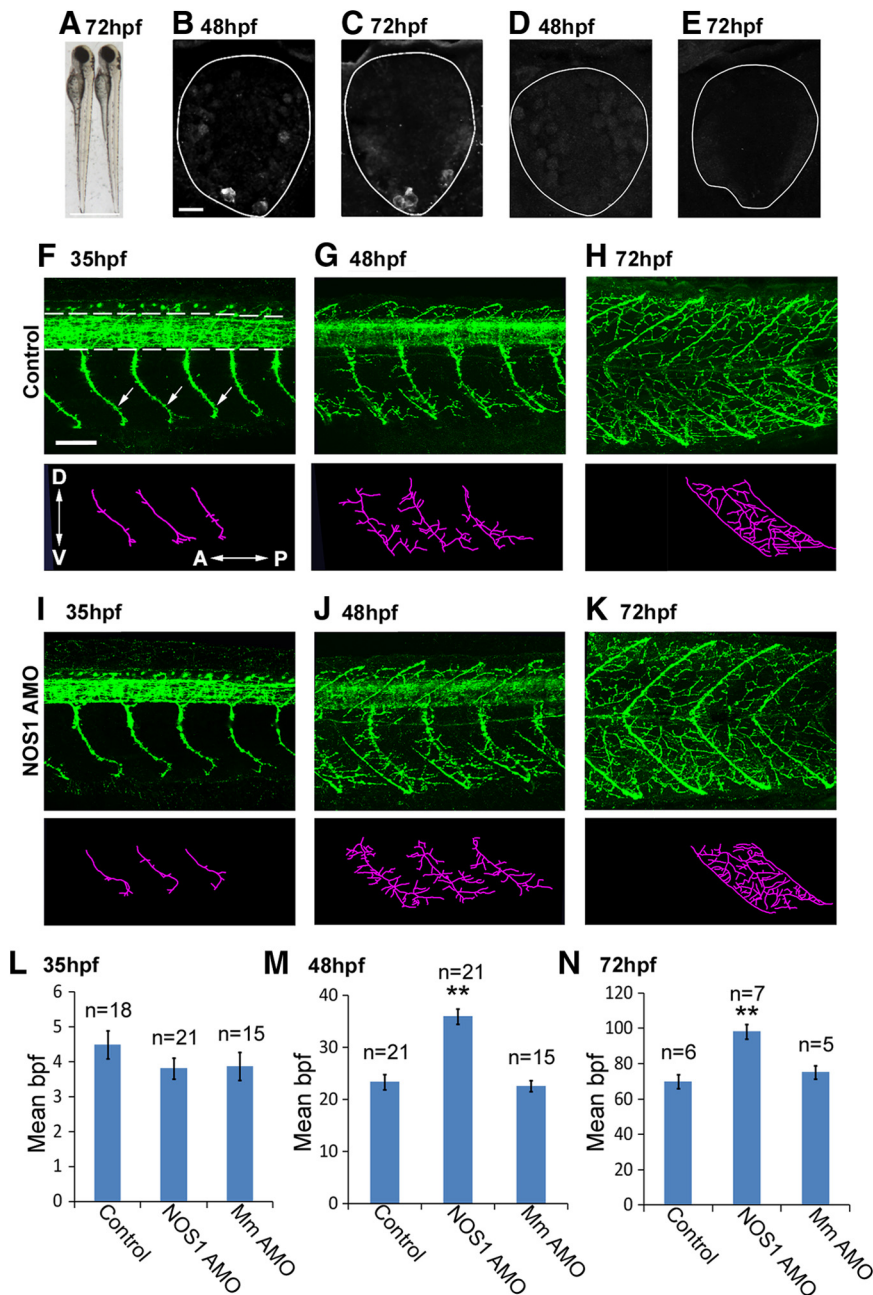 A 72hpf
B 48hpf
C 72hpf
D 48hpf
E 72hpf
F 35hpf
G 48hpf
H 72hpf
Control
D
V
A
P
I 35hpf
J 48hpf
K 72hpf
NOS1 AMO
L 35hpf
Mean bpf
6
5
4
3
2
1
0
n=18
n=21
n=15
Control
NOS1 AMO
Mm AMO
M 48hpf
Mean bpf
40
30
20
10
0
n=21
n=21
**
n=15
Control
NOS1 AMO
Mm AMO
N 72hpf
Mean bpf
120
100
80
60
40
20
0
n=6
n=7
**
n=5
Control
NOS1 AMO
Mm AMO